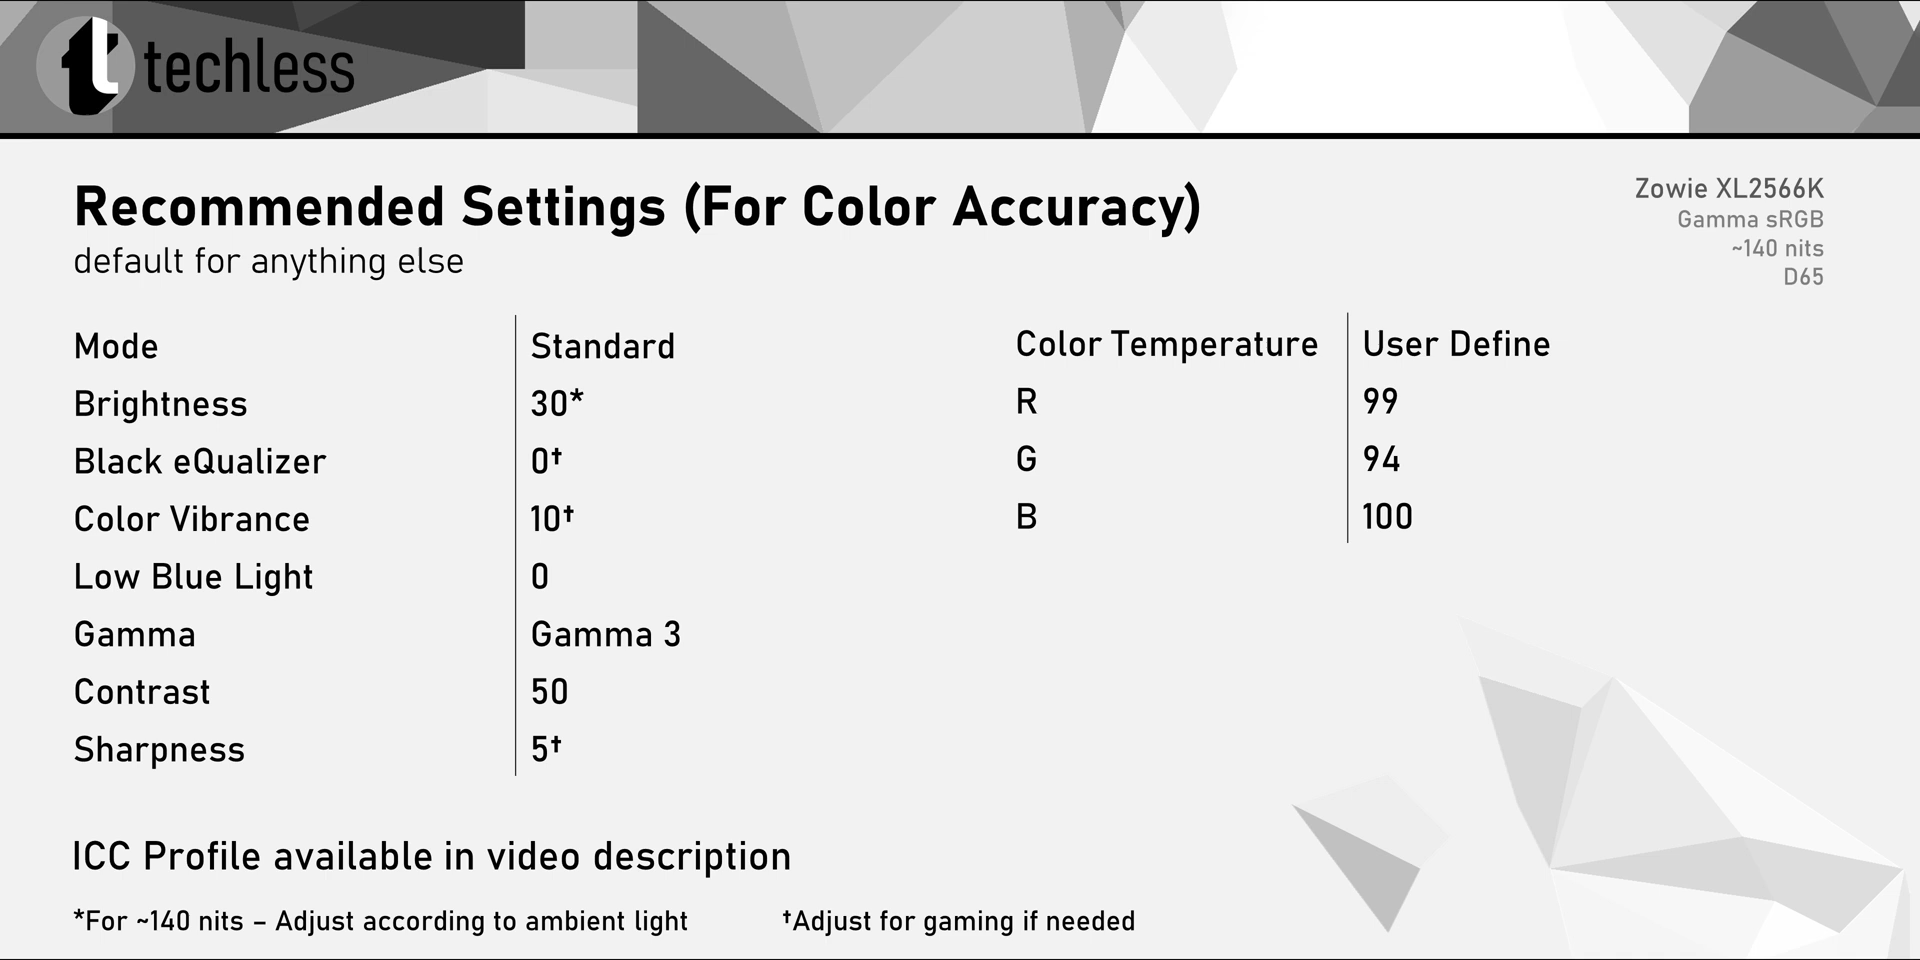 techless
Recommended Settings (For Color Accuracy)
default for anything else
Zowie XL2566K
Gamma sRGB
~140 nits
D65
Mode Standard
Brightness 30*
Black eQualizer 0†
Color Vibrance 10†
Low Blue Light 0
Gamma Gamma 3
Contrast 50
Sharpness 5†
Color Temperature User Define
R 99
G 94
B 100
ICC Profile available in video description
*For ~140 nits – Adjust according to ambient light
†Adjust for gaming if needed